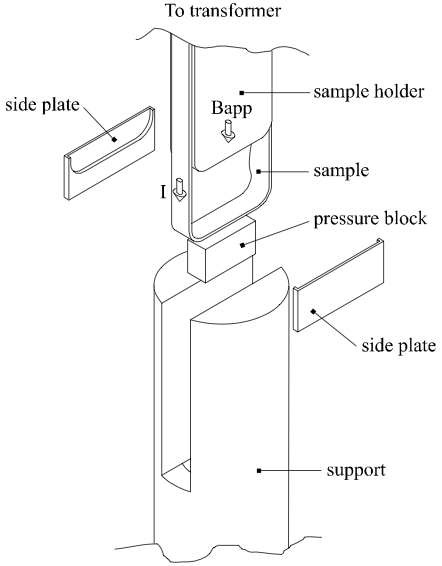 To transformer
side plate
sample holder
Bapp
sample
I
pressure block
side plate
support